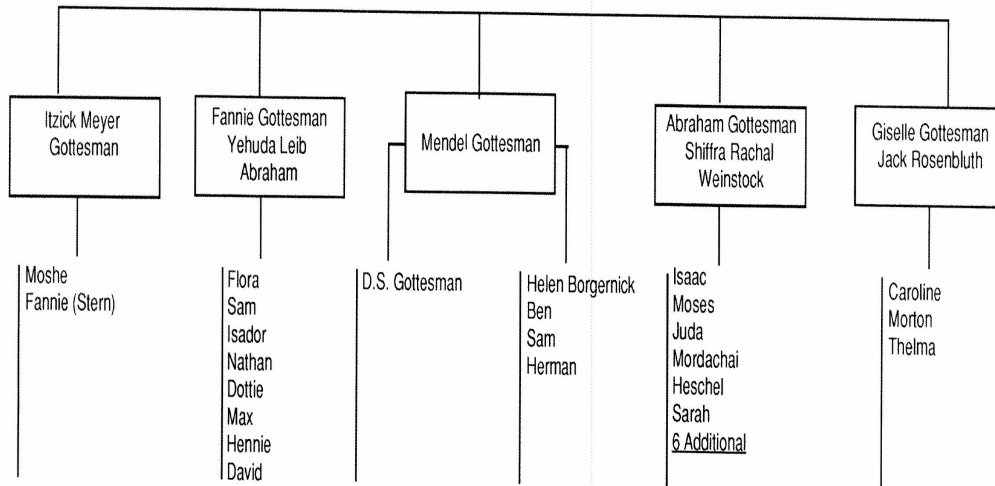 Itzick Meyer
Gottesman
Fannie Gottesman
Yehuda Leib
Abraham
Mendel Gottesman
Abraham Gottesman
Shiffra Rachal
Weinstock
Giselle Gottesman
Jack Rosenbluth
Moshe
Fannie (Stern)
Flora
Sam
Isador
Nathan
Dottie
Max
Hennie
David
D.S. Gottesman
Helen Borgernick
Ben
Sam
Herman
Isaac
Moses
Juda
Mordachai
Heschel
Sarah
6 Additional
Caroline
Morton
Thelma